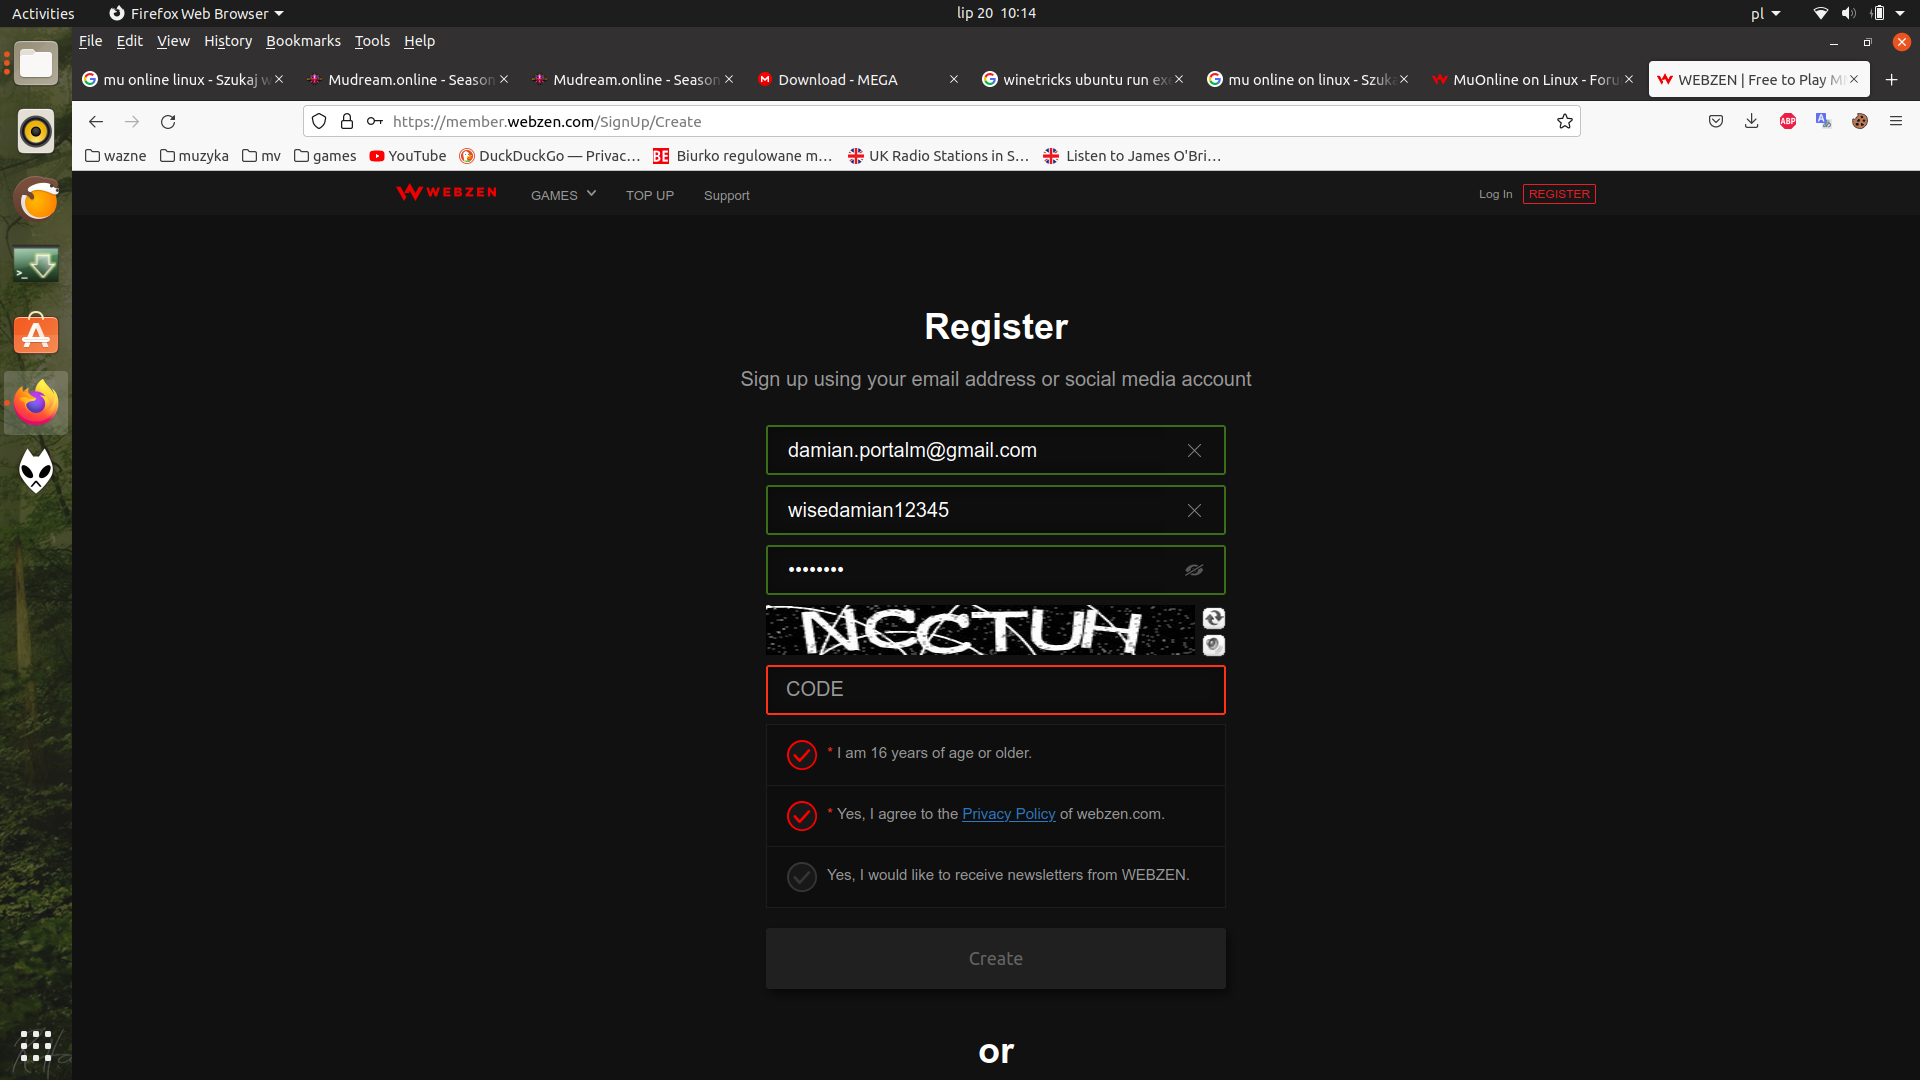 Activities
Firefox Web Browser
lip 20 10:14
pl
File Edit View History Bookmarks Tools Help
mu online linux - Szukaj w
Mudream.online - Season
Mudream.online - Season
Download - MEGA
winetricks ubuntu run exe
mu online on linux - Szuka
MuOnline on Linux - Foru
WEBZEN | Free to Play MM
https://member.webzen.com/SignUp/Create
ABP
wazne
muzyka
mv
games
YouTube
DuckDuckGo — Privac…
BE
Biurko regulowane m…
UK Radio Stations in S…
Listen to James O'Bri…
WEBZEN
GAMES
TOP UP
Support
Log In
REGISTER
Register
Sign up using your email address or social media account
damian.portalm@gmail.com
wisedamian12345
••••••••
CODE
* I am 16 years of age or older.
* Yes, I agree to the Privacy Policy of webzen.com.
Yes, I would like to receive newsletters from WEBZEN.
Create
or